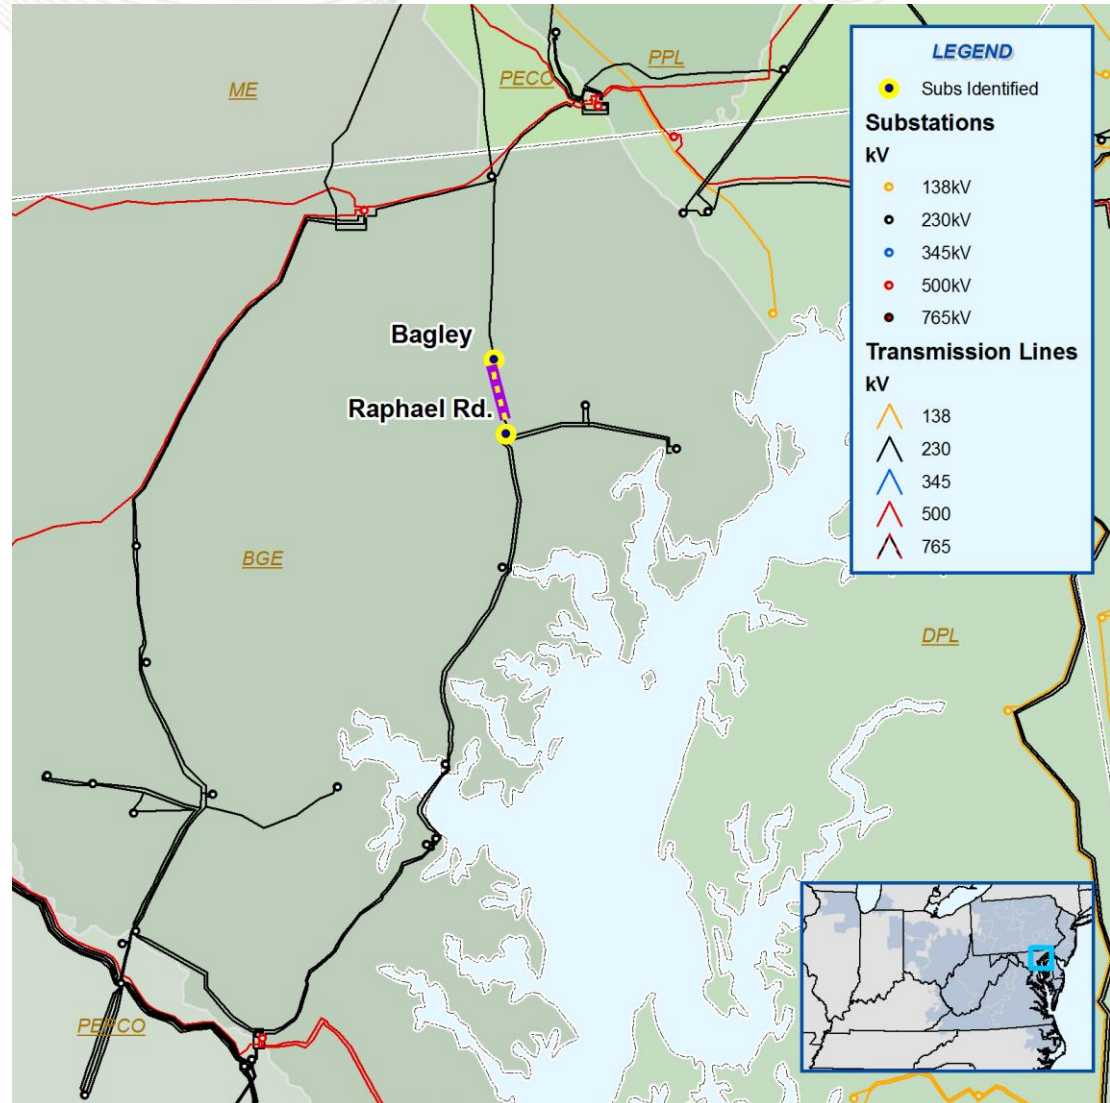 ME
PECO
PPL
Bagley
Raphael Rd.
BGE
DPL
PEPCO
LEGEND
Subs Identified
Substations
kV
138kV
230kV
345kV
500kV
765kV
Transmission Lines
kV
138
230
345
500
765